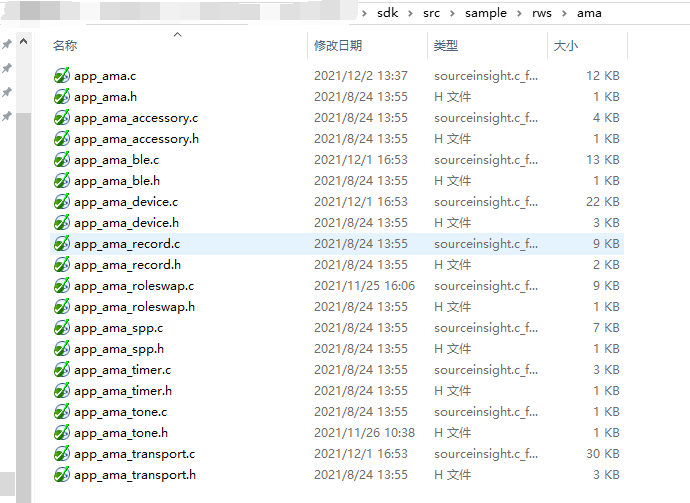 sdk > src > sample > rws > ama
名称 修改日期 类型 大小
app_ama.c 2021/12/2 13:37 sourceinsight.c_f... 12 KB
app_ama.h 2021/8/24 13:55 H 文件 1 KB
app_ama_accessory.c 2021/8/24 13:55 sourceinsight.c_f... 4 KB
app_ama_accessory.h 2021/8/24 13:55 H 文件 1 KB
app_ama_ble.c 2021/12/1 16:53 sourceinsight.c_f... 13 KB
app_ama_ble.h 2021/8/24 13:55 H 文件 1 KB
app_ama_device.c 2021/12/1 16:53 sourceinsight.c_f... 22 KB
app_ama_device.h 2021/8/24 13:55 H 文件 3 KB
app_ama_record.c 2021/8/24 13:55 sourceinsight.c_f... 9 KB
app_ama_record.h 2021/8/24 13:55 H 文件 2 KB
app_ama_roleswap.c 2021/11/25 16:06 sourceinsight.c_f... 9 KB
app_ama_roleswap.h 2021/8/24 13:55 H 文件 1 KB
app_ama_spp.c 2021/8/24 13:55 sourceinsight.c_f... 7 KB
app_ama_spp.h 2021/8/24 13:55 H 文件 1 KB
app_ama_timer.c 2021/8/24 13:55 sourceinsight.c_f... 3 KB
app_ama_timer.h 2021/8/24 13:55 H 文件 1 KB
app_ama_tone.c 2021/8/24 13:55 sourceinsight.c_f... 1 KB
app_ama_tone.h 2021/11/26 10:38 H 文件 1 KB
app_ama_transport.c 2021/12/1 16:53 sourceinsight.c_f... 30 KB
app_ama_transport.h 2021/8/24 13:55 H 文件 3 KB